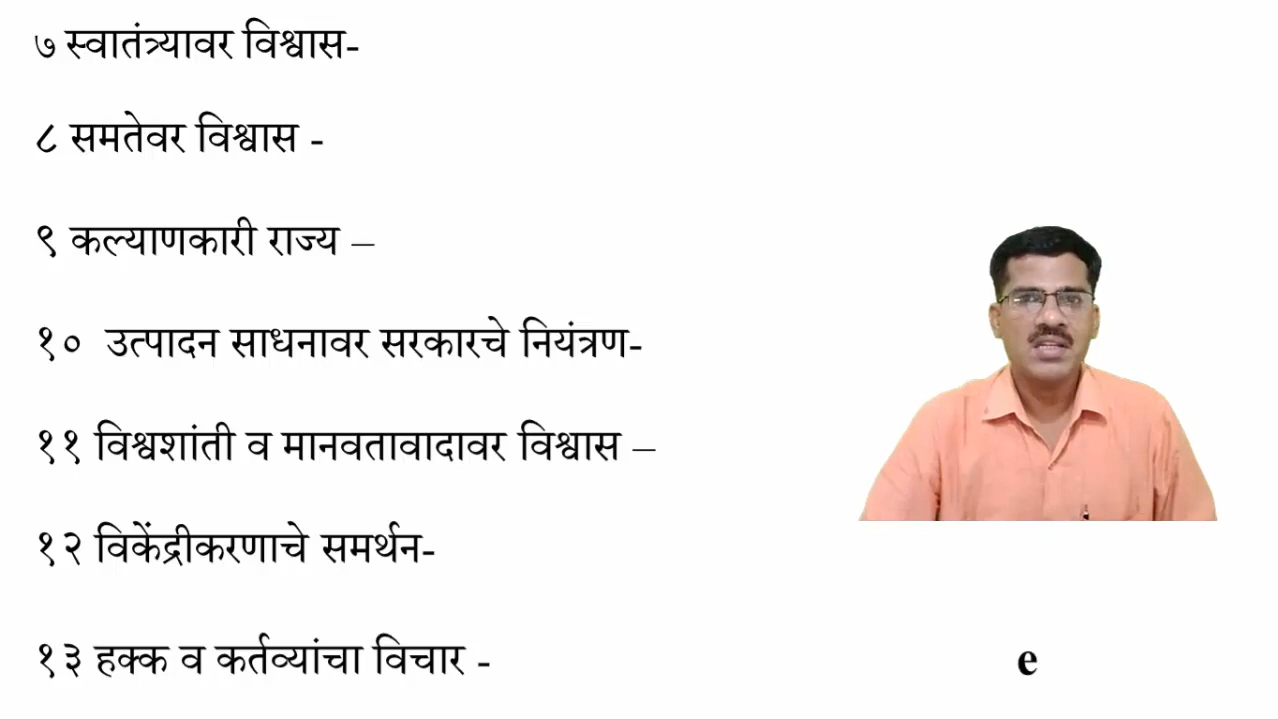 ७ स्वातंत्र्यावर विश्वास-
८ समतेवर विश्वास -
९ कल्याणकारी राज्य –
१० उत्पादन साधनावर सरकारचे नियंत्रण-
११ विश्वशांती व मानवतावादावर विश्वास –
१२ विकेंद्रीकरणाचे समर्थन-
१३ हक्क व कर्तव्यांचा विचार -
e